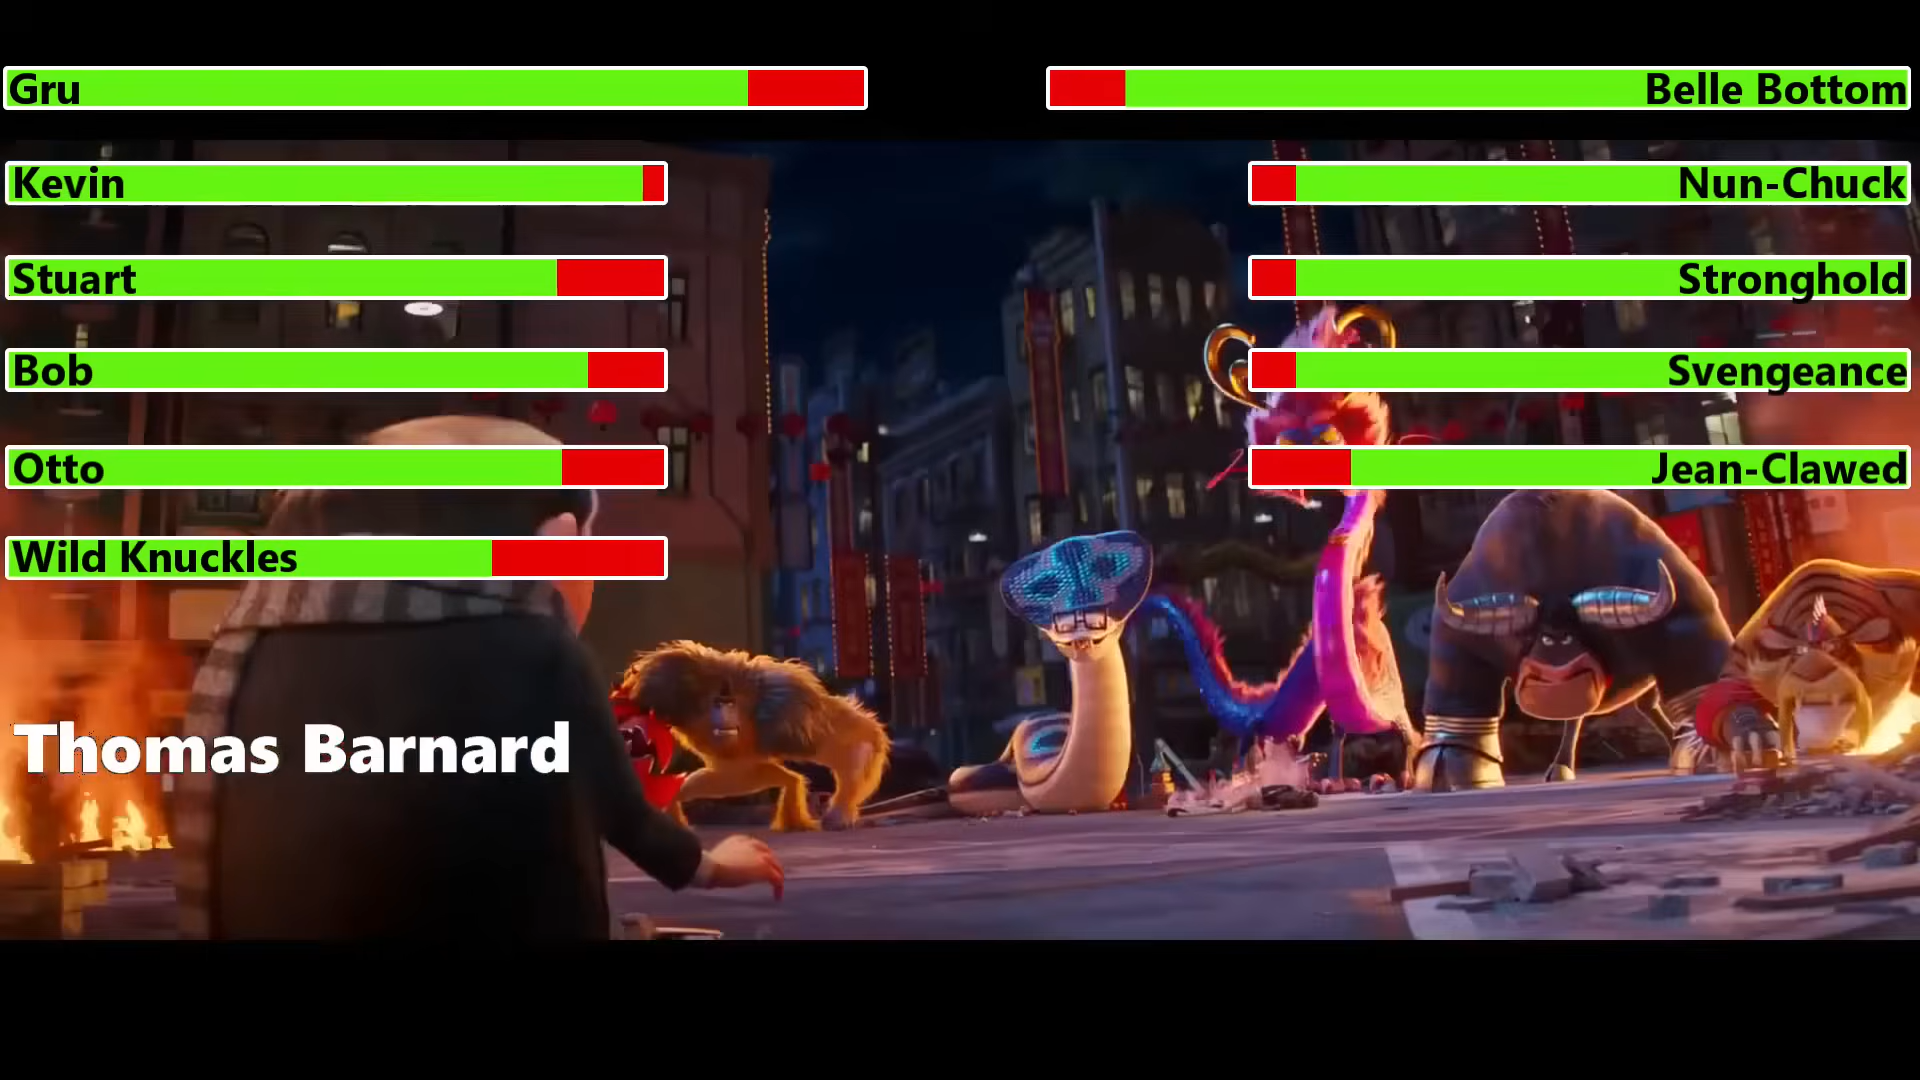 Gru
Belle Bottom
Kevin
Nun-Chuck
Stuart
Stronghold
Bob
Svengeance
Otto
Jean-Clawed
Wild Knuckles
Thomas Barnard